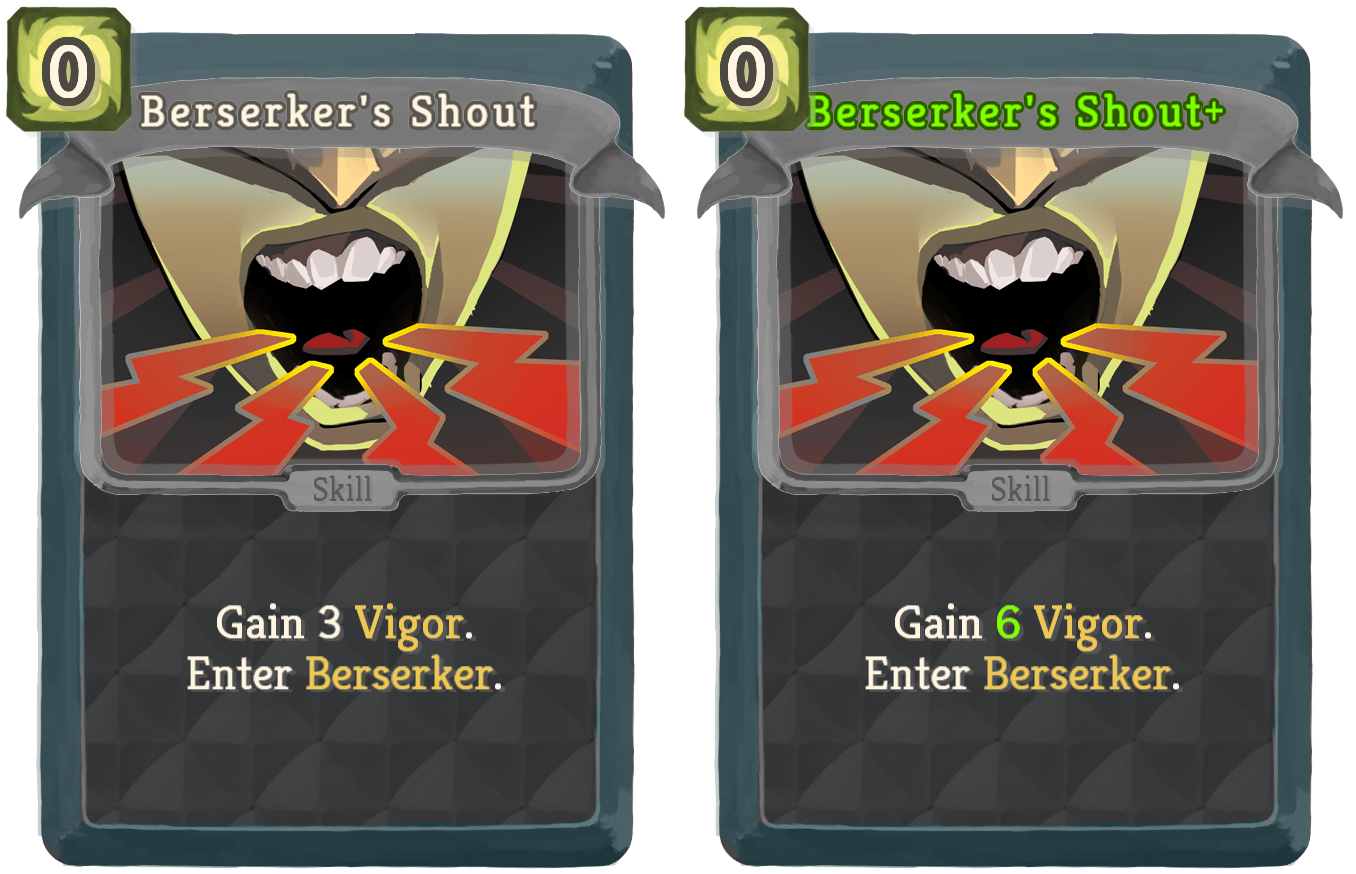 0
Berserker's Shout
Skill
Gain 3 Vigor.
Enter Berserker.
0
Berserker's Shout+
Skill
Gain 6 Vigor.
Enter Berserker.